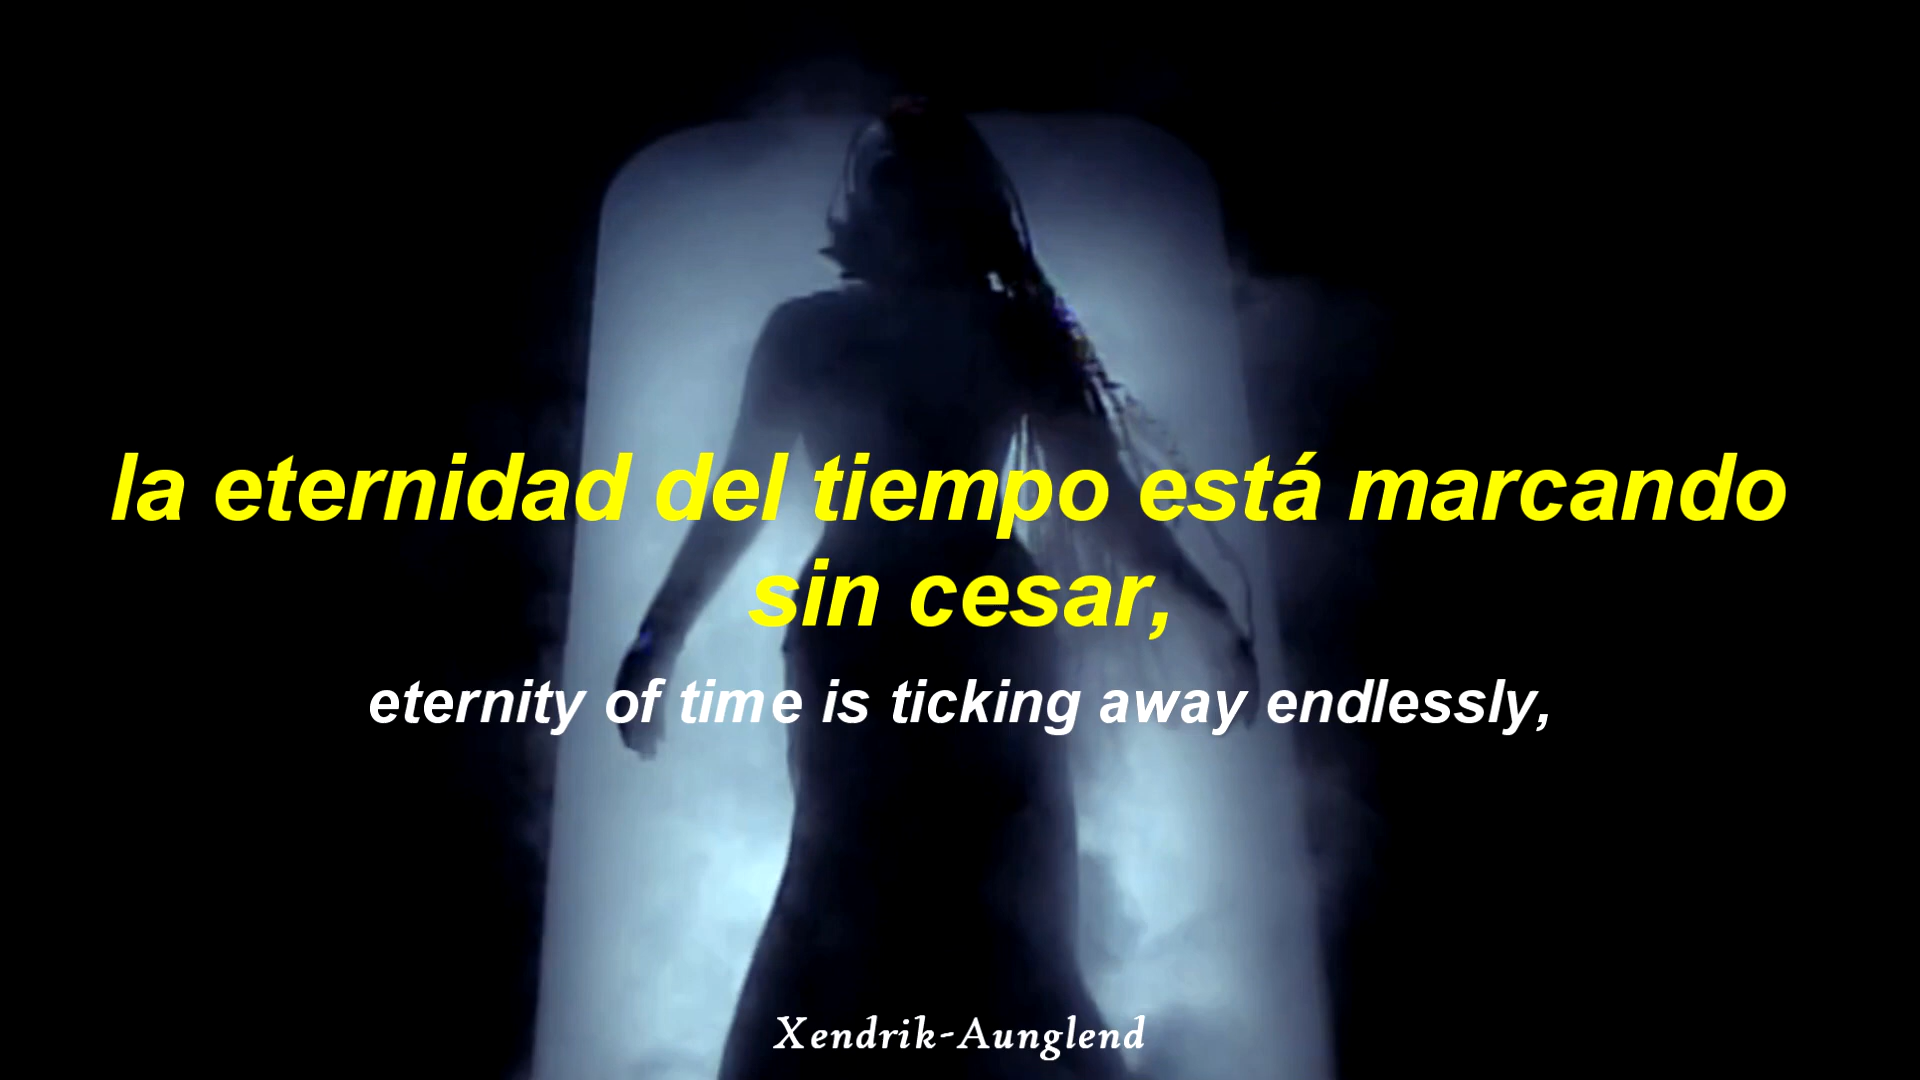 la eternidad del tiempo está marcando
sin cesar,
eternity of time is ticking away endlessly,
Xendrik-Aunglend